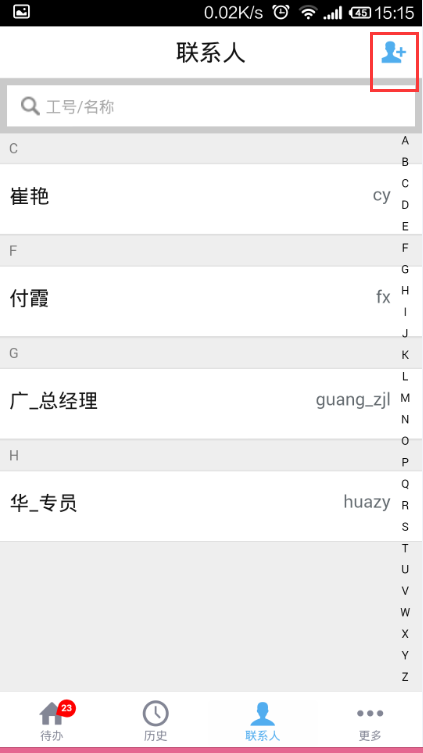 0.02K/s 45 15:15
联系人
工号/名称
C
崔艳 cy
F
付霞 fx
G
广_总经理 guang_zjl
H
华_专员 huazy
A
B
C
D
E
F
G
H
I
J
K
L
M
N
O
P
Q
R
S
T
U
V
W
X
Y
Z
23
待办 历史 联系人 更多